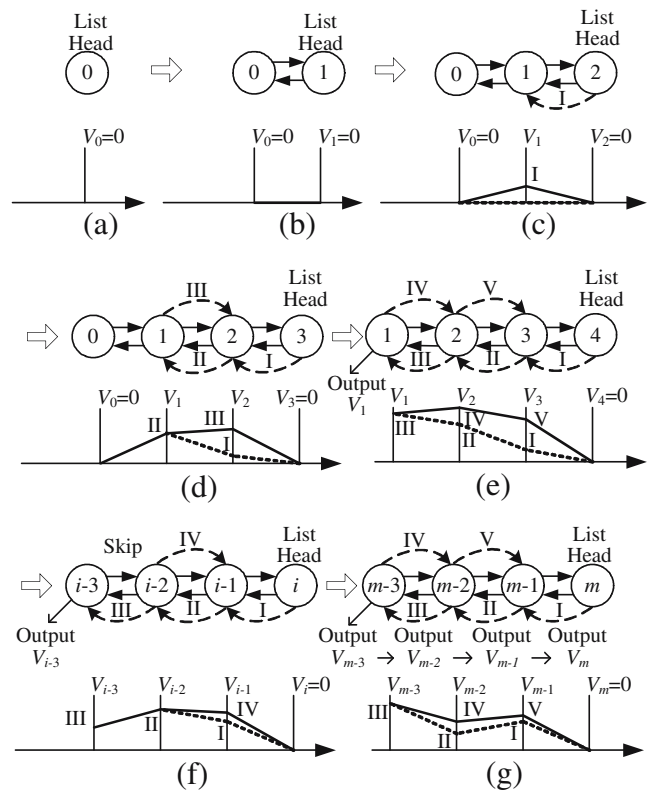 List Head
0
V0=0
(a)
List Head
0 1
V0=0 V1=0
(b)
List Head
0 1 2
I
V0=0 V1 V2=0
I
(c)
List Head
III
0 1 2 3
II I
V0=0 V1 V2 V3=0
II III I
(d)
List Head
IV V
1 2 3 4
III II I
Output V1
V1 V2 V3 V4=0
III IV II V I
(e)
List Head
Skip IV
i-3 i-2 i-1 i
III II I
Output Vi-3
Vi-3 Vi-2 Vi-1 Vi=0
III II IV I
(f)
List Head
IV V
m-3 m-2 m-1 m
III II I
Output Output Output Output
Vm-3 → Vm-2 → Vm-1 → Vm
Vm-3 Vm-2 Vm-1 Vm=0
III IV II V I
(g)